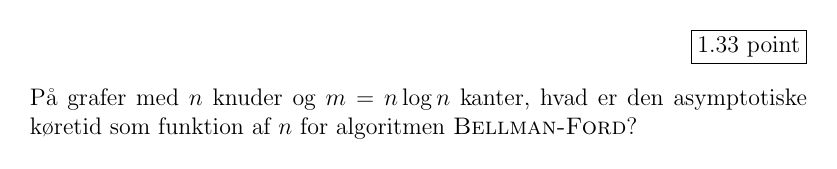 1.33 point
På grafer med n knuder og m = n log n kanter, hvad er den asymptotiske
køretid som funktion af n for algoritmen BELLMAN-FORD?